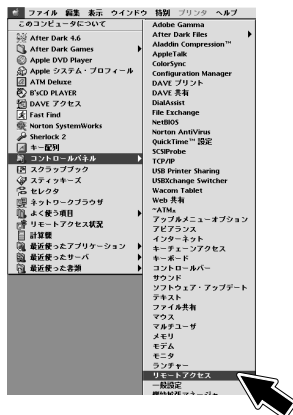 ファイル 編集 表示 ウインドウ 特別 プリンタ ヘルプ
このコンピュータについて
After Dark 4.6
After Dark Games
Apple DVD Player
Apple システム・プロフィール
ATM Deluxe
B'sCD PLAYER
DAVE アクセス
Fast Find
Norton SystemWorks
Sherlock 2
キー配列
コントロールパネル
スクラップブック
スティッキーズ
セレクタ
ネットワークブラウザ
よく使う項目
リモートアクセス状況
計算機
最近使ったアプリケーション
最近使ったサーバ
最近使った書類
Adobe Gamma
After Dark Files
Aladdin Compression™
AppleTalk
ColorSync
Configuration Manager
DAVE プリント
DAVE 共有
DialAssist
File Exchange
NetBIOS
Norton AntiVirus
QuickTime™ 設定
SCSIProbe
TCP/IP
USB Printer Sharing
USBXchange Switcher
Wacom Tablet
Web 共有
~ATM™
アップルメニューオプション
アピアランス
インターネット
キーチェーンアクセス
キーボード
コントロールバー
サウンド
ソフトウェア・アップデート
テキスト
ファイル共有
マウス
マルチユーザ
メモリ
モデム
モニタ
ランチャー
リモートアクセス
一般設定
機能拡張マネージャ